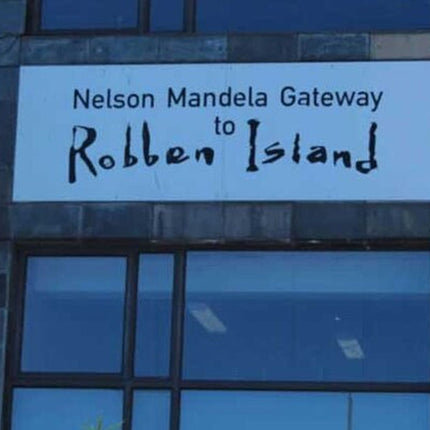 Nelson Mandela Gateway
to
Robben Island